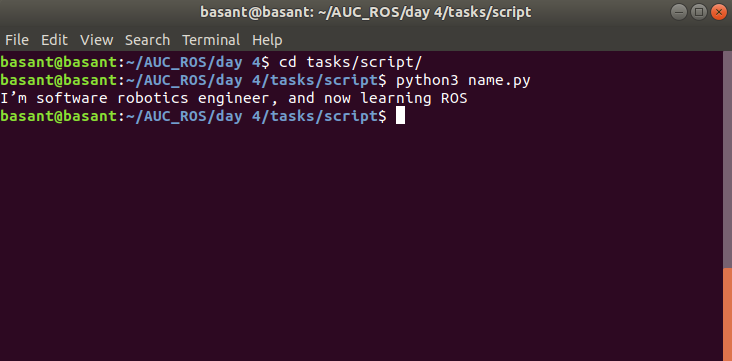 basant@basant: ~/AUC_ROS/day 4/tasks/script
File Edit View Search Terminal Help
basant@basant:~/AUC_ROS/day 4$ cd tasks/script/
basant@basant:~/AUC_ROS/day 4/tasks/script$ python3 name.py
I’m software robotics engineer, and now learning ROS
basant@basant:~/AUC_ROS/day 4/tasks/script$